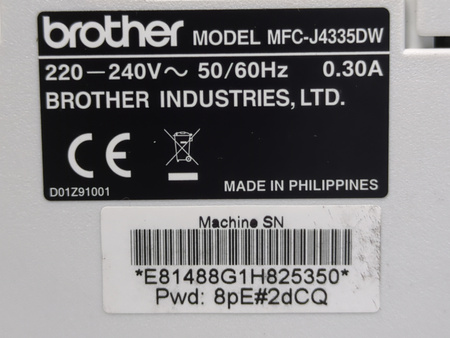 brother MODEL MFC-J4335DW
220—240V～ 50/60Hz 0.30A
BROTHER INDUSTRIES, LTD.
CE
D01Z91001 MADE IN PHILIPPINES
Machine SN
*E81488G1H825350*
Pwd: 8pE#2dCQ